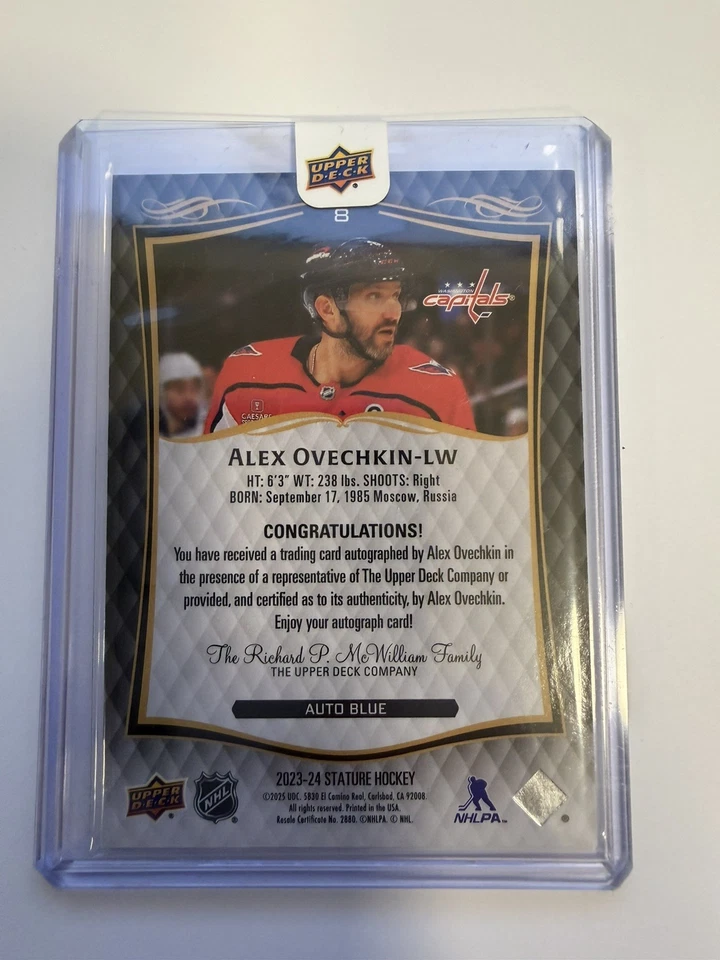 UPPER
D·E·C·K
8
WASHINGTON
capitals
CAESARS
ALEX OVECHKIN-LW
HT: 6'3" WT: 238 lbs. SHOOTS: Right
BORN: September 17, 1985 Moscow, Russia
CONGRATULATIONS!
You have received a trading card autographed by Alex Ovechkin in
the presence of a representative of The Upper Deck Company or
provided, and certified as to its authenticity, by Alex Ovechkin.
Enjoy your autograph card!
The Richard P. McWilliam Family
THE UPPER DECK COMPANY
AUTO BLUE
2023-24 STATURE HOCKEY
©2025 UDC. 5830 El Camino Real, Carlsbad, CA 92008.
All rights reserved. Printed in the USA.
Resale Certificate No. 2880. ©NHLPA. © NHL.
UPPER
D·E·C·K
NHL
NHLPA